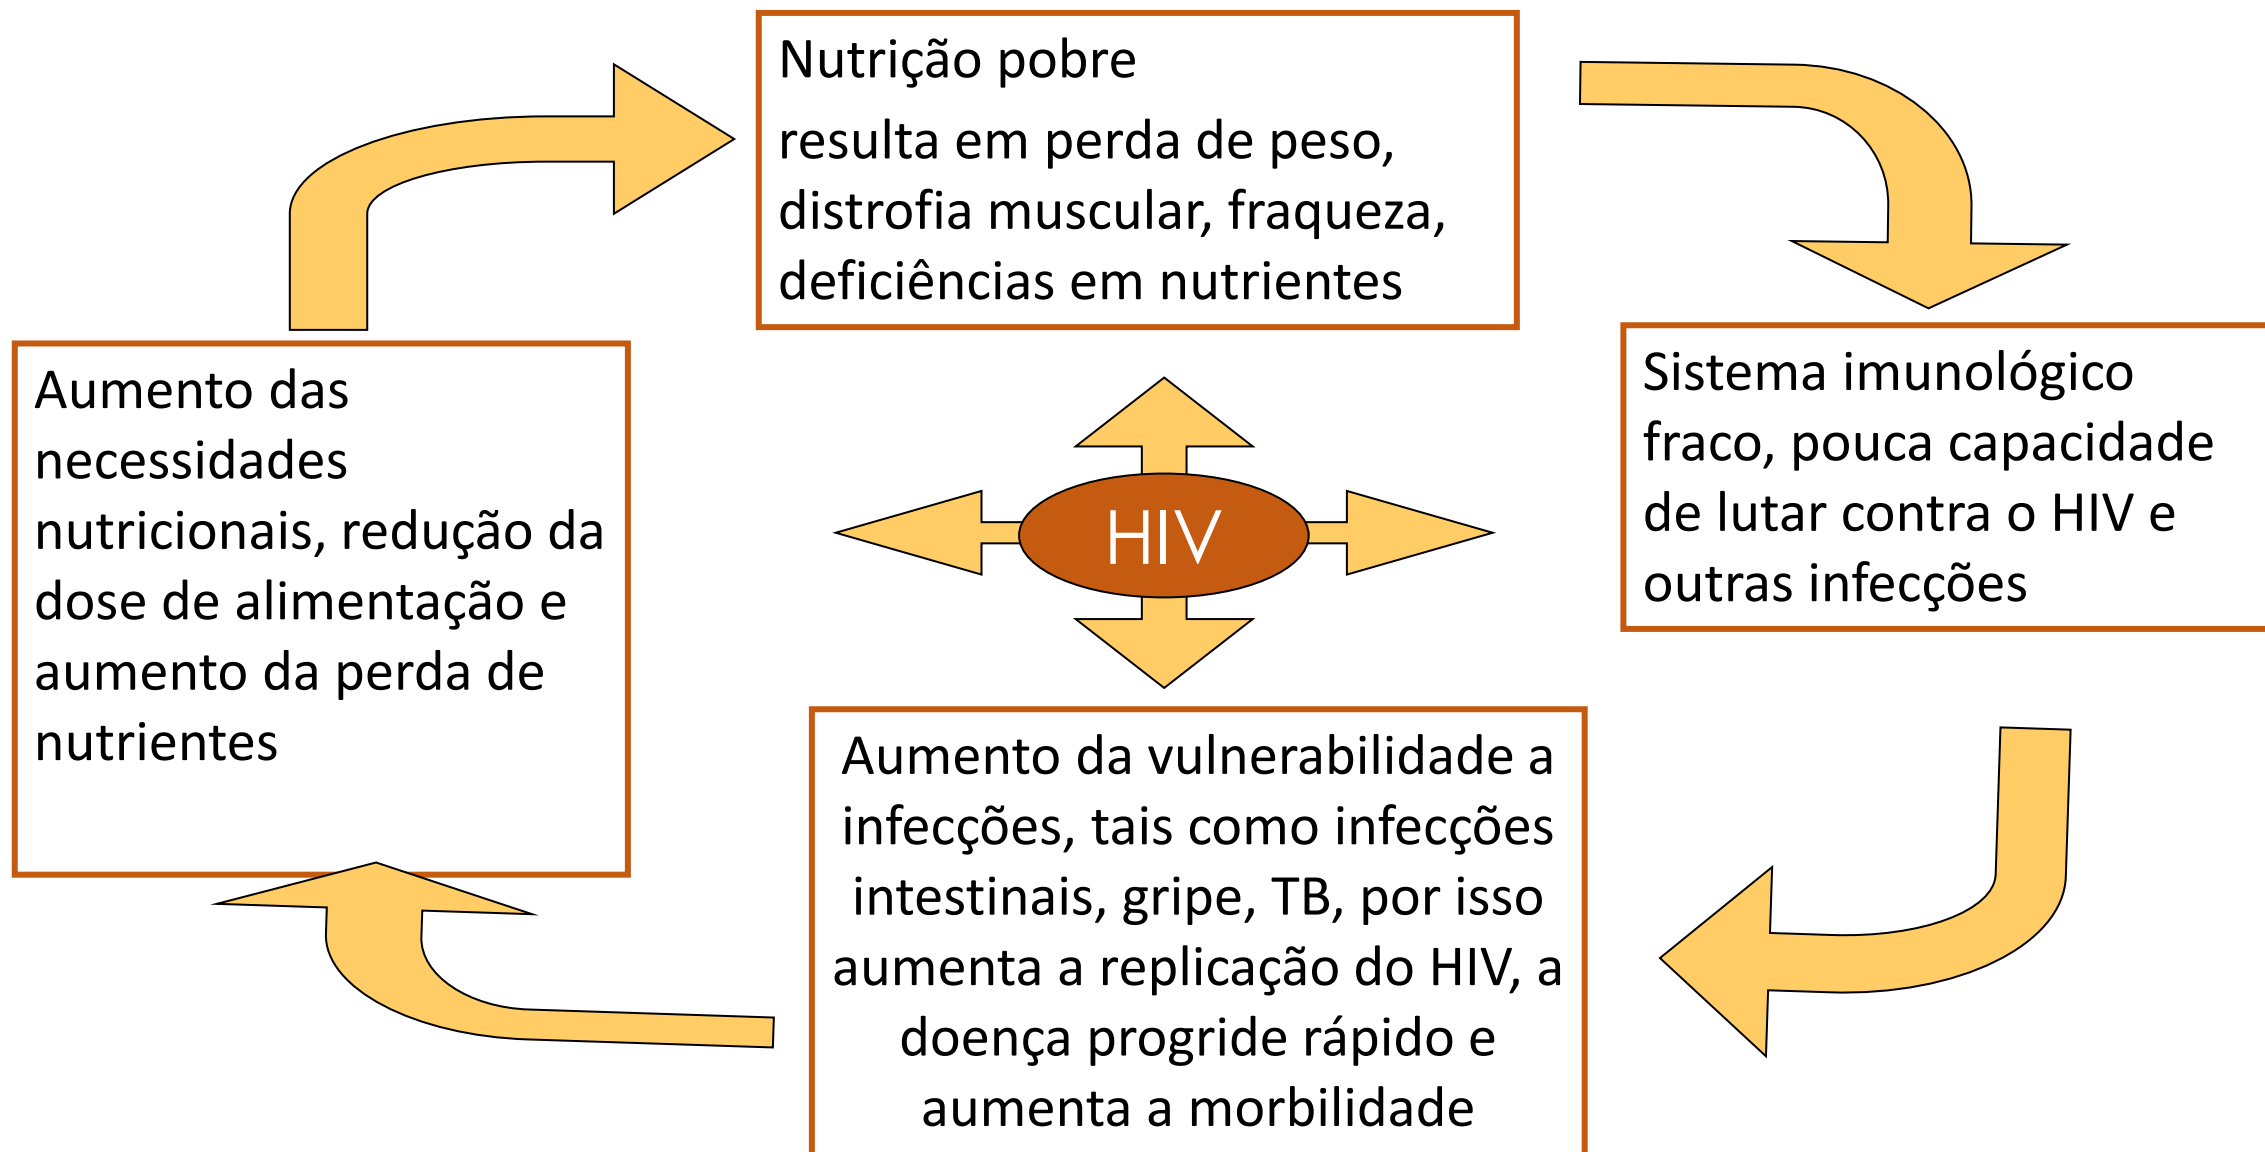 Nutrição pobre
resulta em perda de peso,
distrofia muscular, fraqueza,
deficiências em nutrientes
Sistema imunológico
fraco, pouca capacidade
de lutar contra o HIV e
outras infecções
Aumento da vulnerabilidade a
infecções, tais como infecções
intestinais, gripe, TB, por isso
aumenta a replicação do HIV, a
doença progride rápido e
aumenta a morbilidade
Aumento das
necessidades
nutricionais, redução da
dose de alimentação e
aumento da perda de
nutrientes
HIV